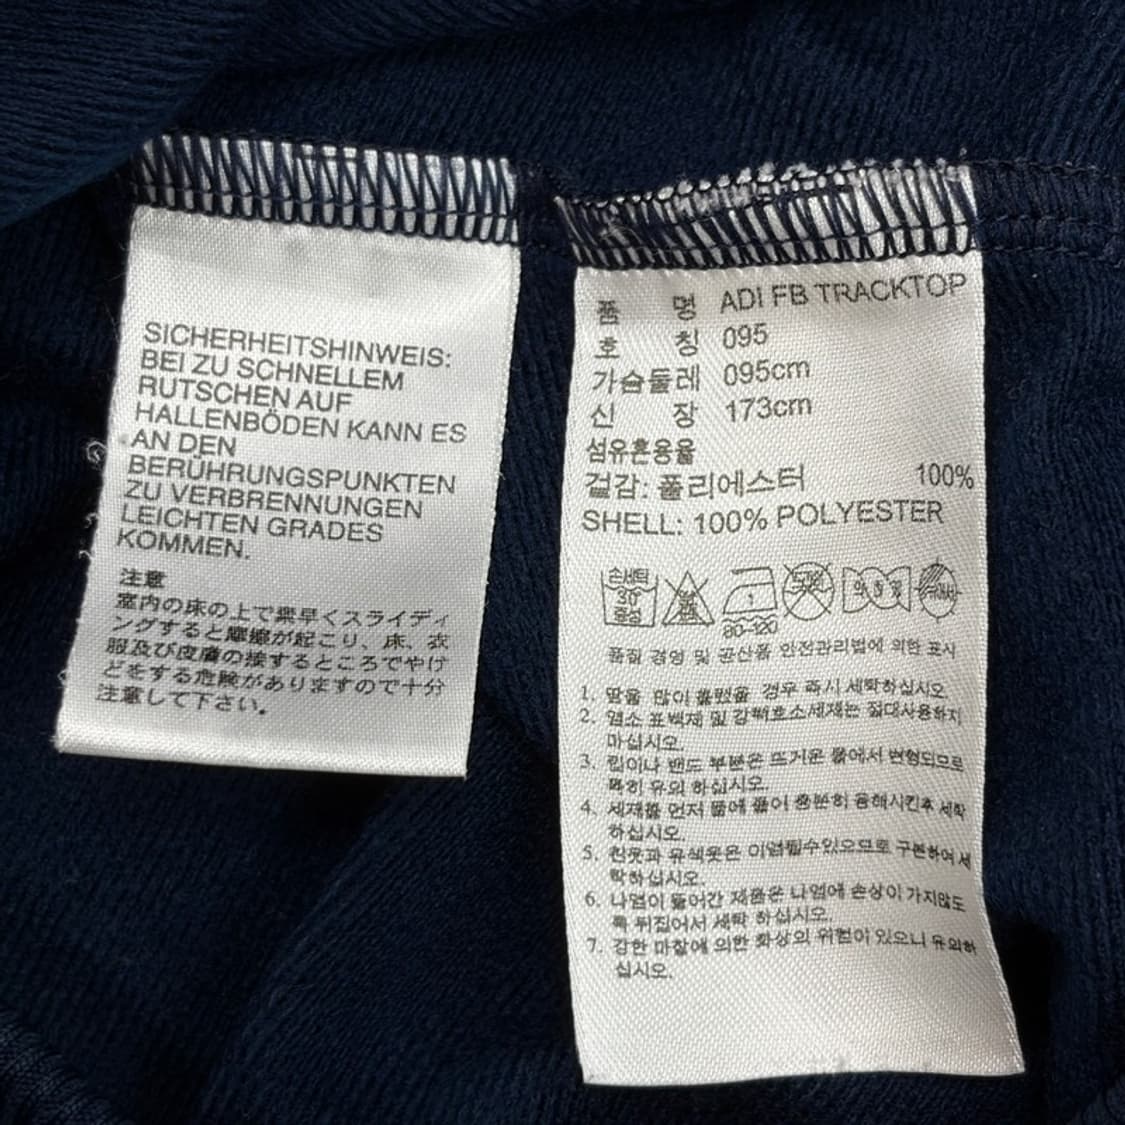 SICHERHEITSHINWEIS:
BEI ZU SCHNELLEM
RUTSCHEN AUF
HALLENBÖDEN KANN ES
AN DEN
BERÜHRUNGSPUNKTEN
ZU VERBRENNUNGEN
LEICHTEN GRADES
KOMMEN.
注意
室内の床の上で素早くスライディ
ングすると摩擦が起こり、床、衣
服及び皮膚の接するところでやけ
どをする危険がありますので十分
注意して下さい。
품 명 ADI FB TRACKTOP
호 칭 095
가슴둘레 095cm
신 장 173cm
섬유혼용율
겉감: 폴리에스터 100%
SHELL: 100% POLYESTER
손세탁
30
중성
1
80-120
품질 경영 및 공산품 안전관리법에 의한 표시
1. 땀을 많이 흘렸을 경우 즉시 세탁하십시오
2. 염소 표백제 및 강력효소세제는 절대사용하지
마십시오.
3. 립이나 밴드 부분은 뜨거운 물에서 변형되므로
특히 유의 하십시오.
4. 세제를 먼저 물에 풀어 충분히 용해시킨후 세탁
하십시오.
5. 흰옷과 유색옷은 이염될수있으므로 구분하여 세
탁하십시오.
6. 나염이 들어간 제품은 나염에 손상이 가지않도
록 뒤집어서 세탁 하십시오.
7. 강한 마찰에 의한 화상의 위험이 있으니 유의하
십시오.